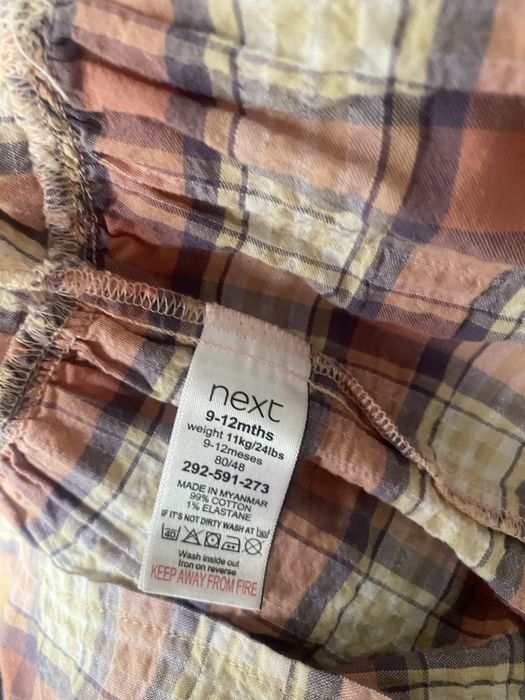 next
9-12mths
weight 11kg/24lbs
9-12meses
80/48
292-591-273
MADE IN MYANMAR
99% COTTON
1% ELASTANE
IF IT'S NOT DIRTY WASH AT 30
40
Wash inside out
Iron on reverse
KEEP AWAY FROM FIRE